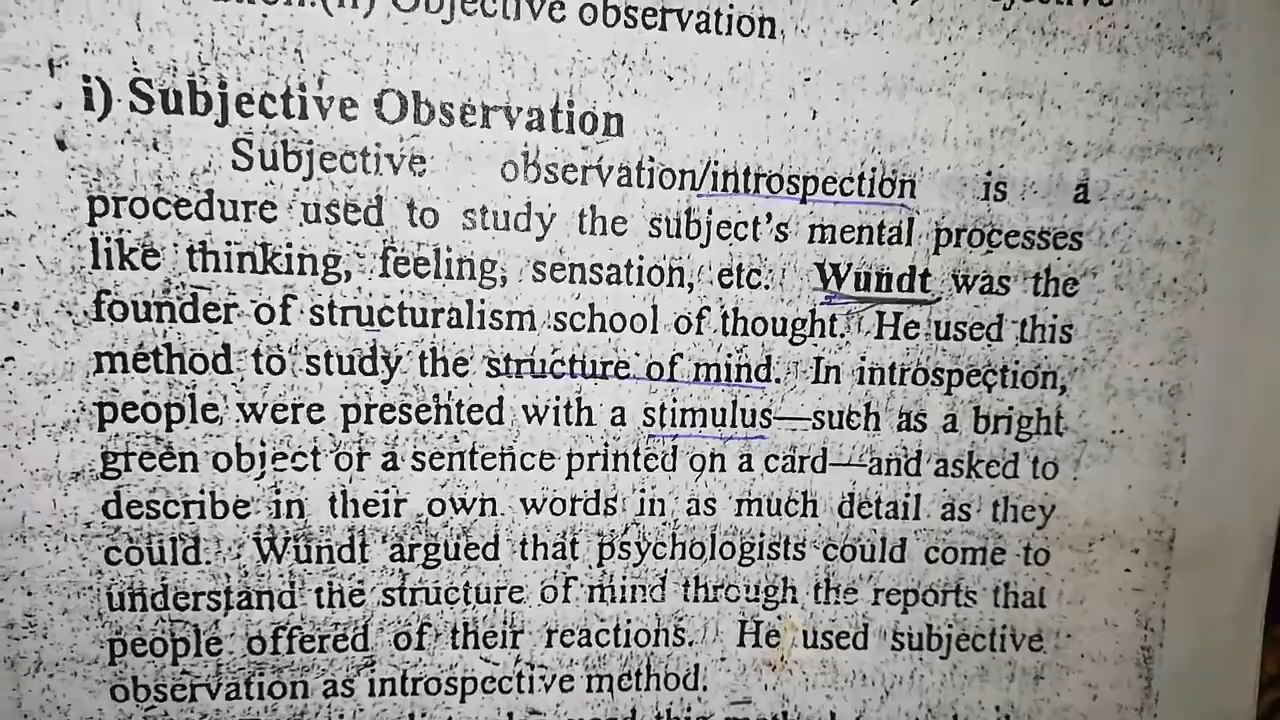 (ii) Objective observation.
i) Subjective Observation
Subjective observation/introspection is a
procedure used to study the subject's mental processes
like thinking, feeling, sensation, etc. Wundt was the
founder of structuralism school of thought. He used this
method to study the structure of mind. In introspection,
people were presented with a stimulus—such as a bright
green object or a sentence printed on a card—and asked to
describe in their own words in as much detail as they
could. Wundt argued that psychologists could come to
understand the structure of mind through the reports that
people offered of their reactions. He used subjective
observation as introspective method.